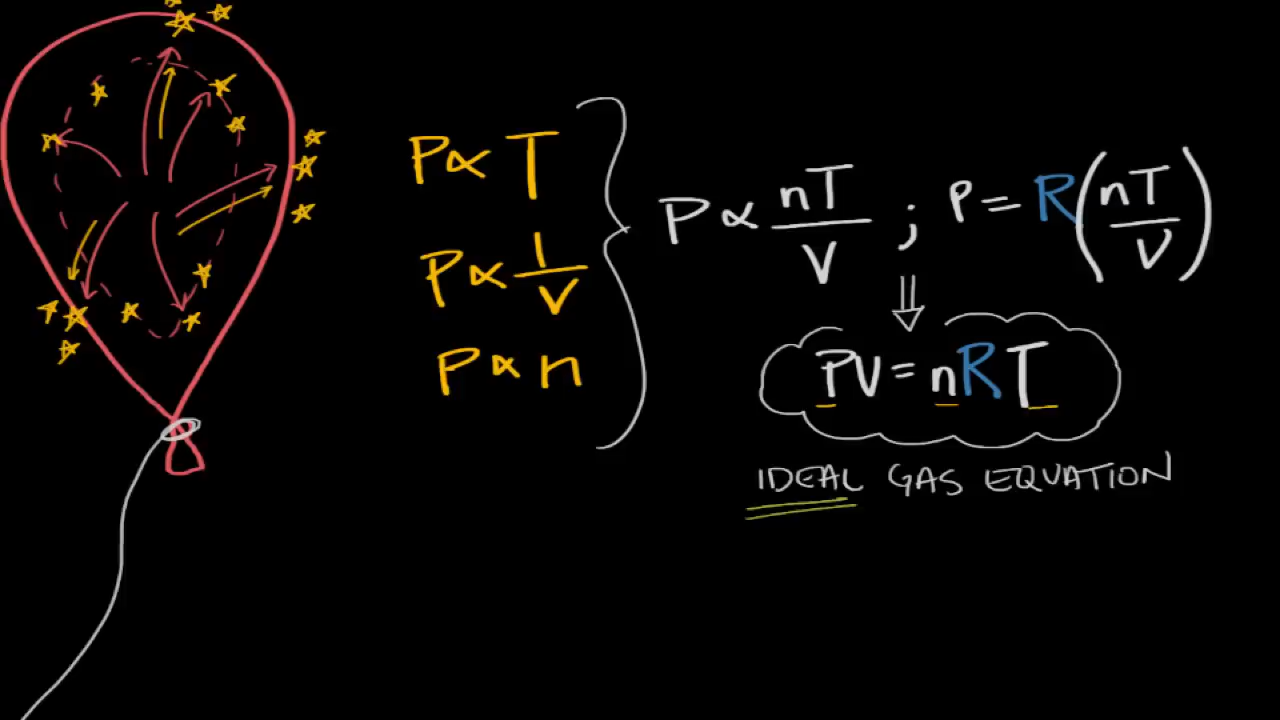 P ∝ T
P ∝ 1/V
P ∝ n
P ∝ nT/V ; P = R(nT/V)
⇓
PV = nRT
IDEAL GAS EQUATION